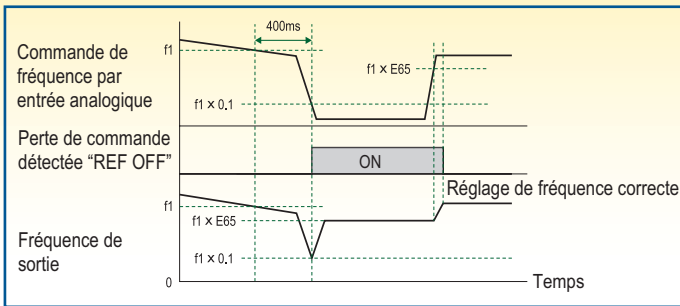 400ms
Commande de
fréquence par
entrée analogique
f1
f1 × E65
f1 × 0.1
Perte de commande
détectée “REF OFF”
ON
Réglage de fréquence correcte
f1
f1 × E65
Fréquence de
sortie
f1 × 0.1
0
Temps